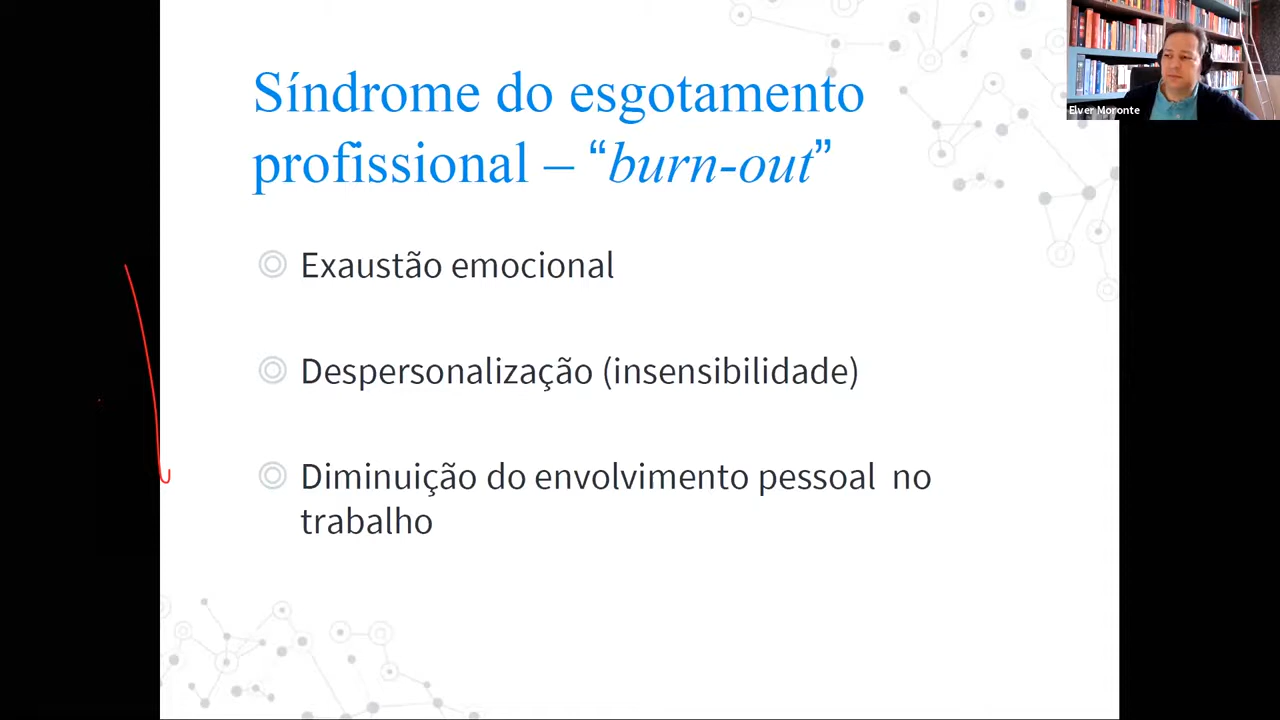 Elver Moronte
Síndrome do esgotamento
profissional – “burn-out”
Exaustão emocional
Despersonalização (insensibilidade)
Diminuição do envolvimento pessoal no
trabalho